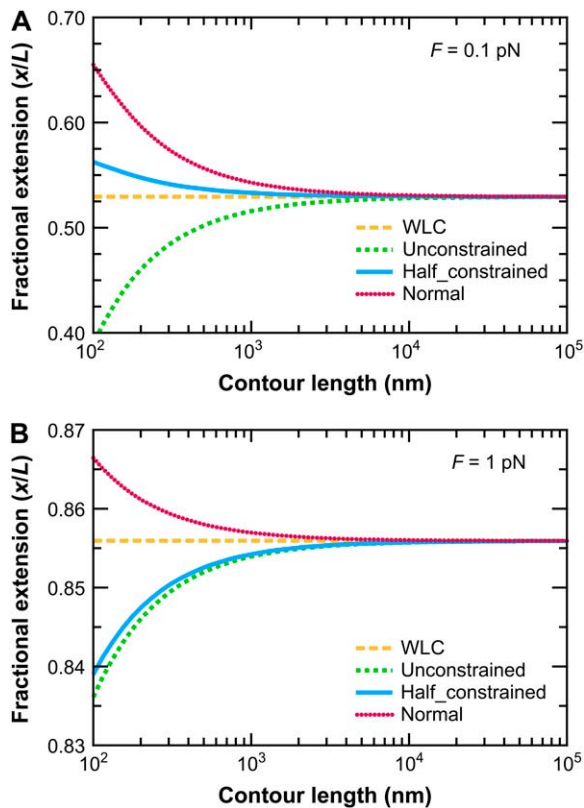 A
F = 0.1 pN
Fractional extension (x/L)
0.70
0.60
0.50
0.40
WLC
Unconstrained
Half_constrained
Normal
10² 10³ 10⁴ 10⁵
Contour length (nm)
B
F = 1 pN
Fractional extension (x/L)
0.87
0.86
0.85
0.84
0.83
WLC
Unconstrained
Half_constrained
Normal
10² 10³ 10⁴ 10⁵
Contour length (nm)